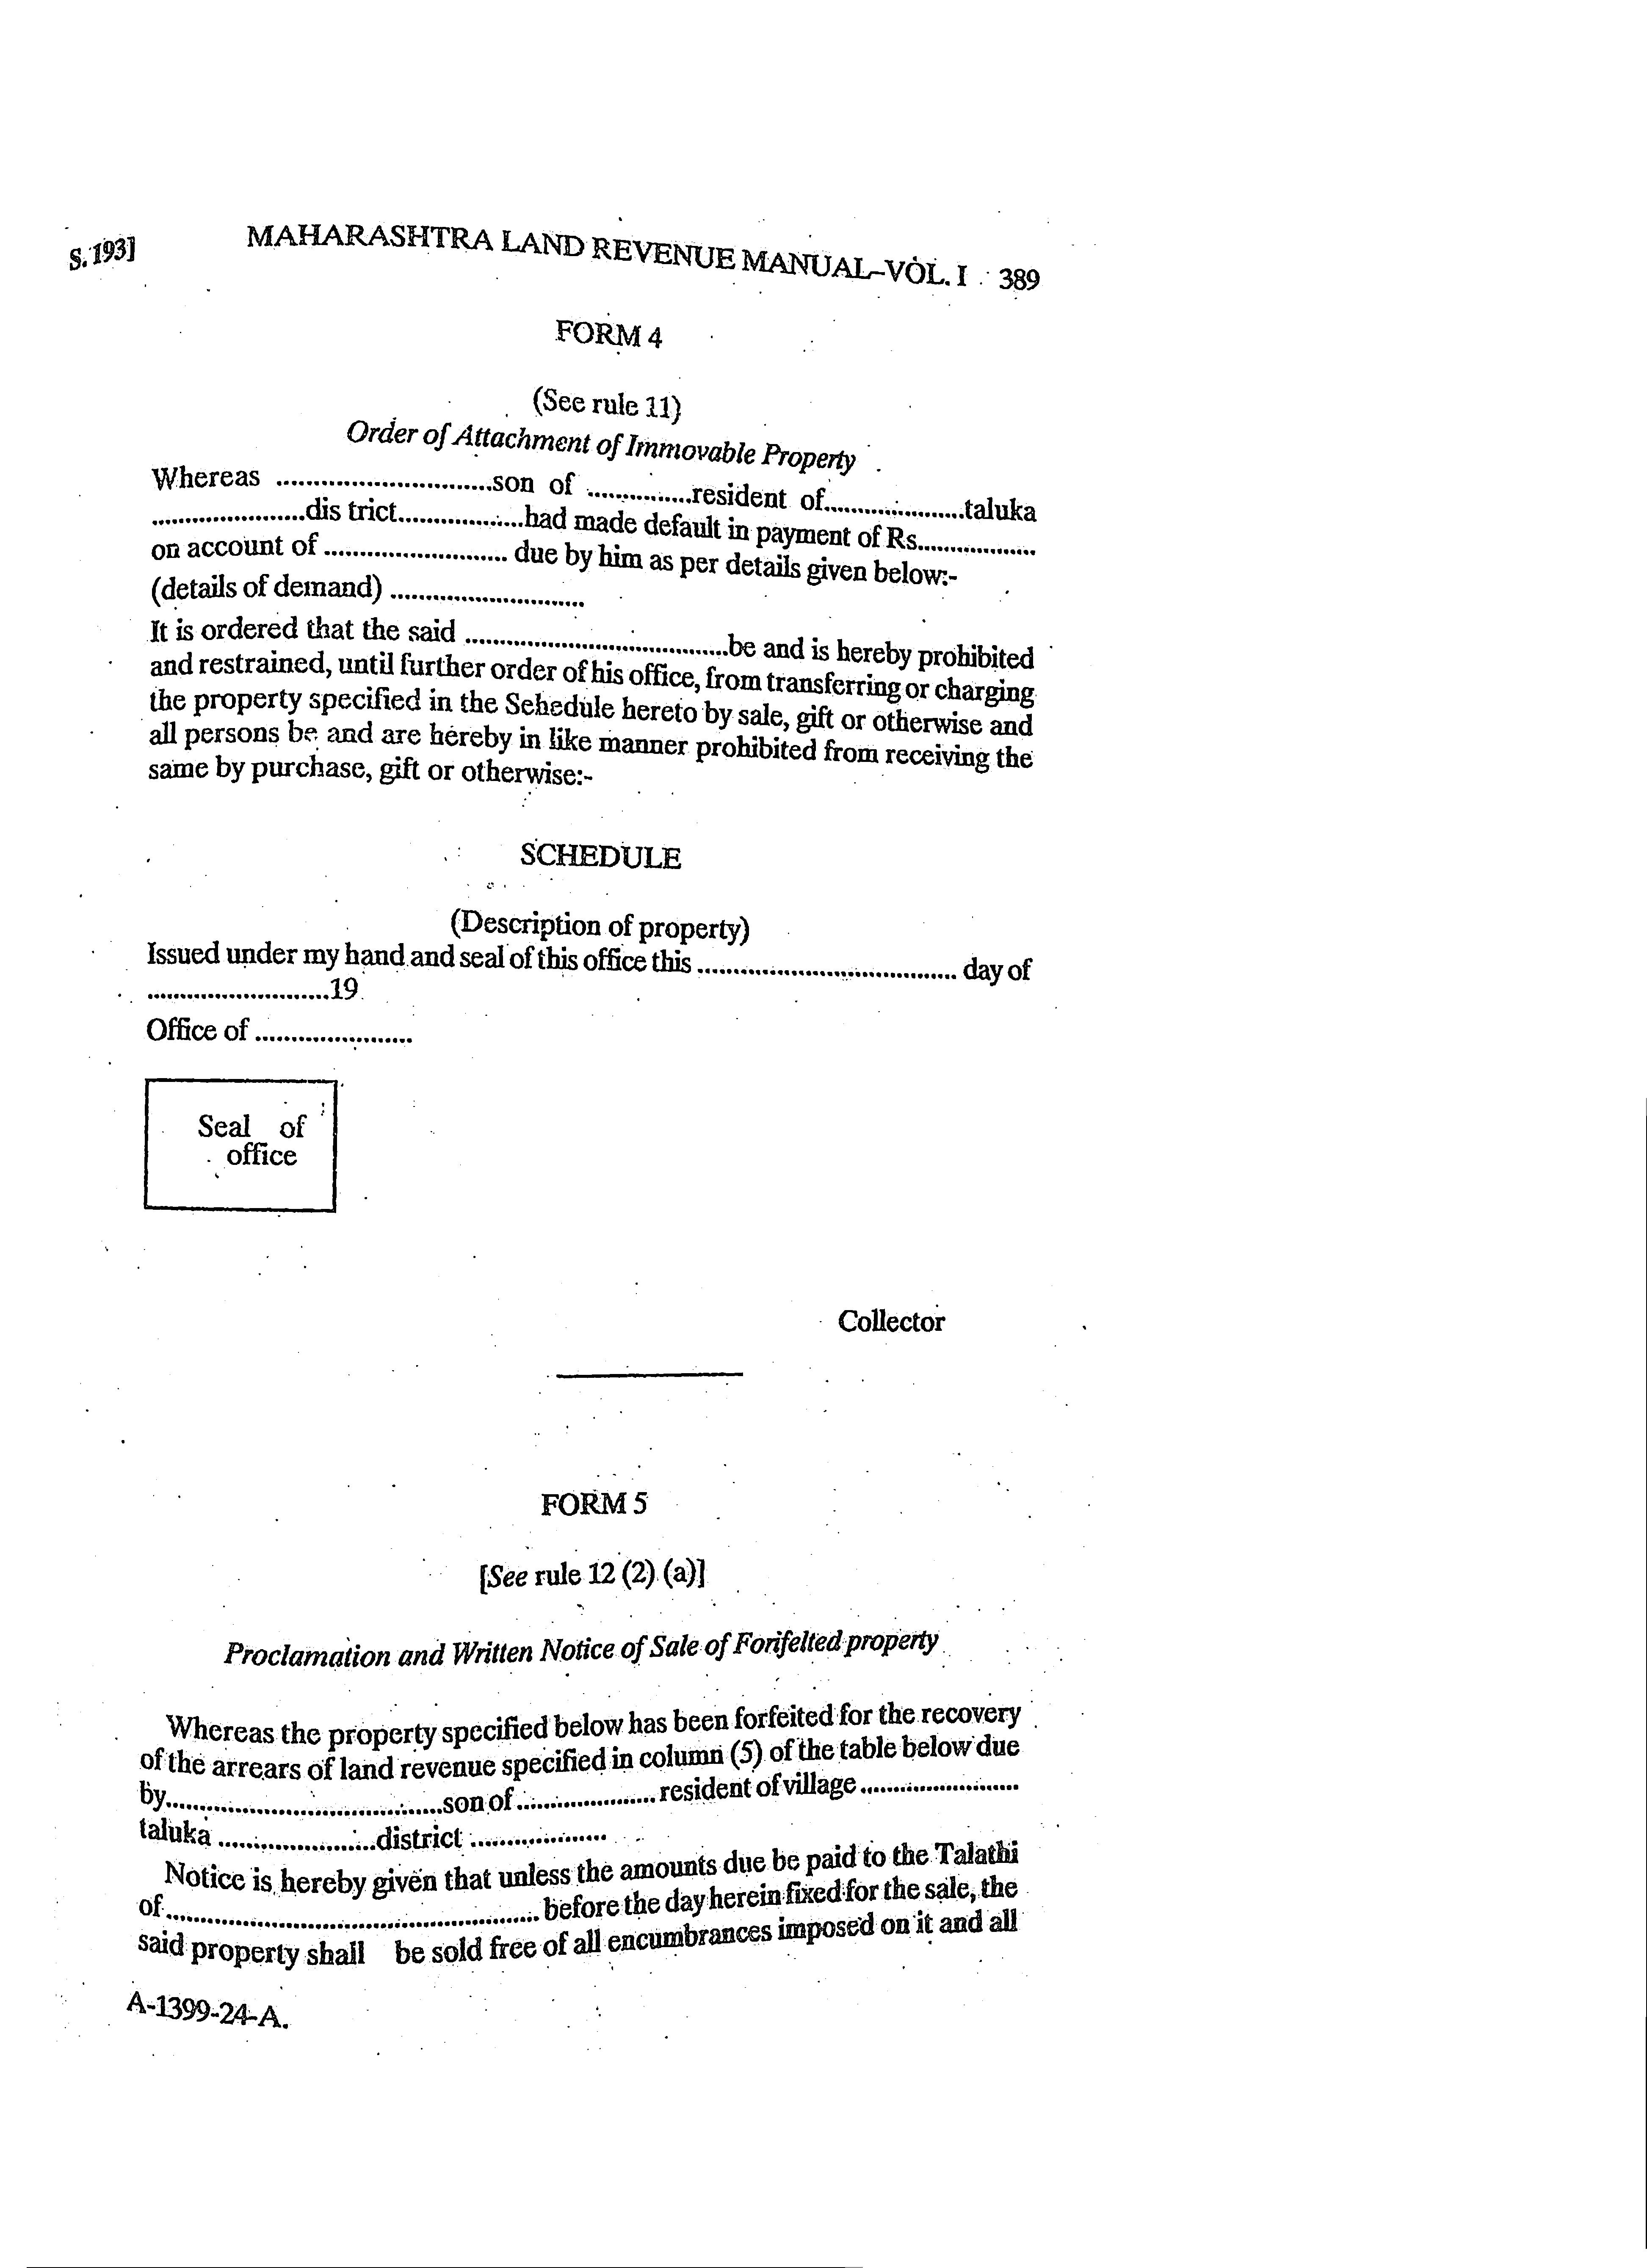 S. 193] MAHARASHTRA LAND REVENUE MANUAL–VOL. I 389
FORM 4
(See rule 11)
Order of Attachment of Immovable Property
Whereas ..............................son of ...............resident of....................taluka
......................dis trict..................had made default in payment of Rs.................
on account of .......................... due by him as per details given below:-
(details of demand) ...........................
It is ordered that the said .....................................be and is hereby prohibited
and restrained, until further order of his office, from transferring or charging
the property specified in the Sehedule hereto by sale, gift or otherwise and
all persons be and are hereby in like manner prohibited from receiving the
same by purchase, gift or otherwise:-
SCHEDULE
(Description of property)
Issued under my hand and seal of this office this .................................... day of
..........................19
Office of ......................
Seal of
office
Collector
FORM 5
[See rule 12 (2) (a)]
Proclamation and Written Notice of Sale of Forifelted property
Whereas the property specified below has been forfeited for the recovery
of the arrears of land revenue specified in column (5) of the table below due
by.......................................son of .................... resident of village ......................
taluka ......................district ...................
Notice is hereby given that unless the amounts due be paid to the Talathi
of..................................................... before the day herein fixed for the sale, the
said property shall be sold free of all encumbrances imposed on it and all
A-1399-24-A.